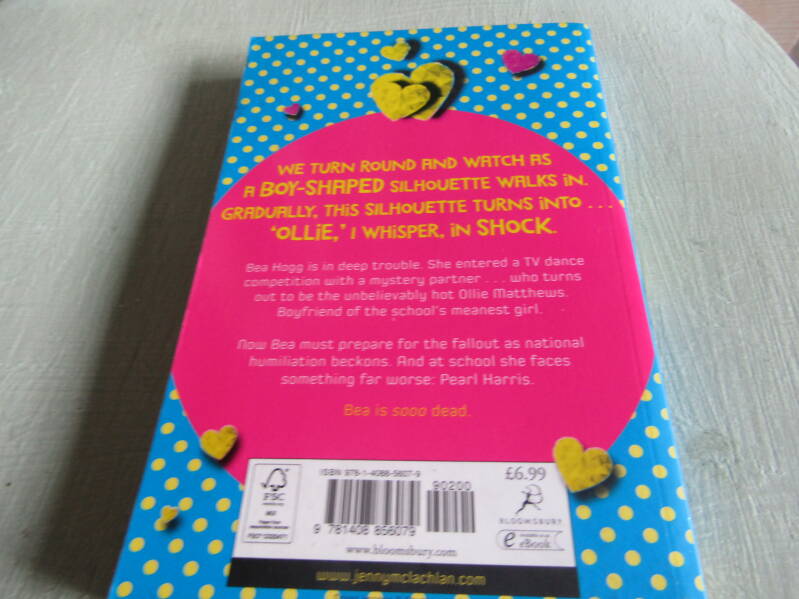 WE TURN ROUND AND WATCH AS
A BOY-SHAPED SILHOUETTE WALKS IN.
GRADUALLY, THIS SILHOUETTE TURNS INTO . . .
‘OLLIE,’ I WHISPER, IN SHOCK.
Bea Hogg is in deep trouble. She entered a TV dance
competition with a mystery partner . . . who turns
out to be the unbelievably hot Ollie Matthews.
Boyfriend of the school's meanest girl.
Now Bea must prepare for the fallout as national
humiliation beckons. And at school she faces
something far worse: Pearl Harris.
Bea is sooo dead.
FSC
ISBN 978-1-4088-5607-9
90200
9 781408 856079
www.bloomsbury.com
£6.99
BLOOMSBURY
eBook
www.jennymclachlan.com